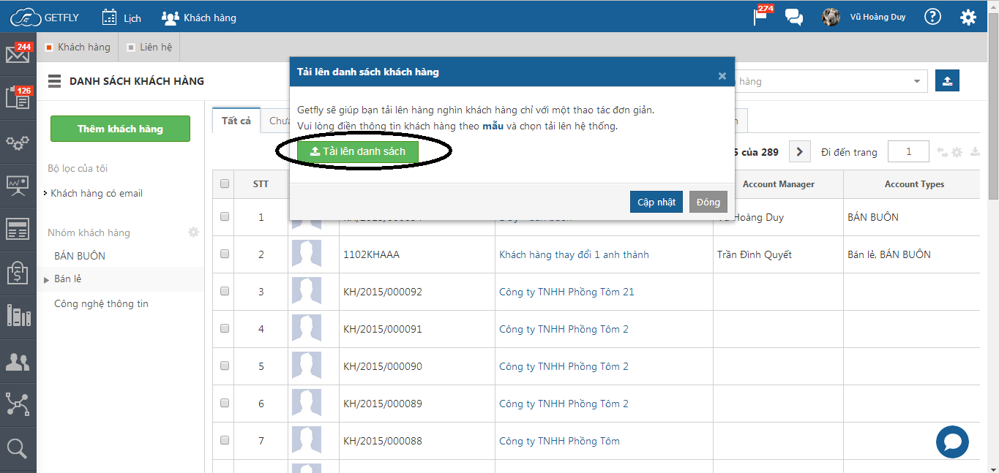 GETFLY
Lịch
Khách hàng
274
Vũ Hoàng Duy
?
244
Khách hàng
Liên hệ
Tải lên danh sách khách hàng
×
DANH SÁCH KHÁCH HÀNG
hàng
126
Getfly sẽ giúp bạn tải lên hàng nghìn khách hàng chỉ với một thao tác đơn giản.
Vui lòng điền thông tin khách hàng theo mẫu và chọn tải lên hệ thống.
Tải lên danh sách
Cập nhật
Đóng
Tất cả
Thêm khách hàng
của 289
Đi đến trang
1
Bộ lọc của tôi
Khách hàng có email
Nhóm khách hàng
BÁN BUÔN
Bán lẻ
Công nghệ thông tin
STT
Account Manager
Account Types
1
Hoàng Duy
BÁN BUÔN
2
1102KHAAA
Khách hàng thay đổi 1 anh thành
Trần Đình Quyết
Bán lẻ, BÁN BUÔN
3
KH/2015/000092
Công ty TNHH Phồng Tôm 21
4
KH/2015/000091
Công ty TNHH Phồng Tôm 2
5
KH/2015/000090
Công ty TNHH Phồng Tôm 2
6
KH/2015/000089
Công ty TNHH Phồng Tôm 2
7
KH/2015/000088
Công ty TNHH Phồng Tôm